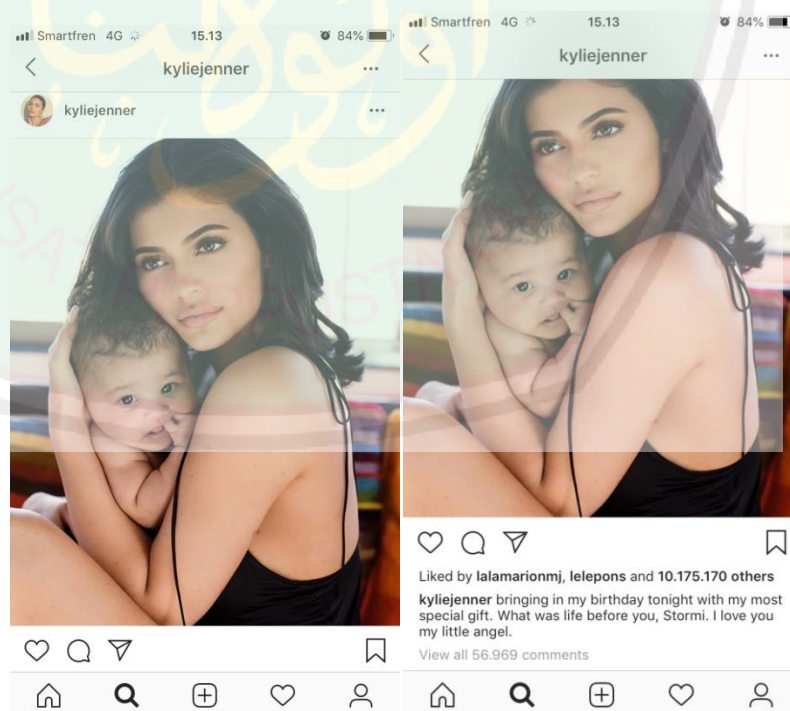 Smartfren 4G 15.13 84%
kyliejenner
kyliejenner
Smartfren 4G 15.13 84%
kyliejenner
Liked by lalamarionmj, lelepons and 10.175.170 others
kyliejenner bringing in my birthday tonight with my most
special gift. What was life before you, Stormi. I love you
my little angel.
View all 56.969 comments